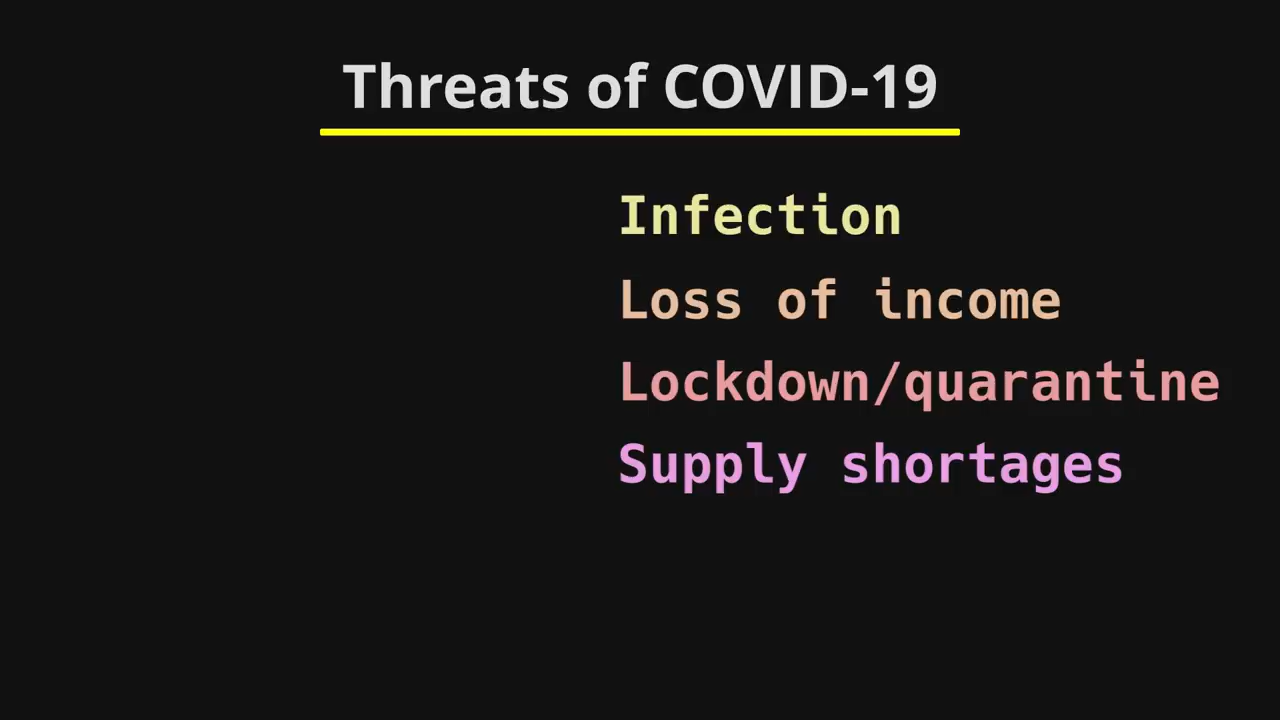 Threats of COVID-19
Infection
Loss of income
Lockdown/quarantine
Supply shortages